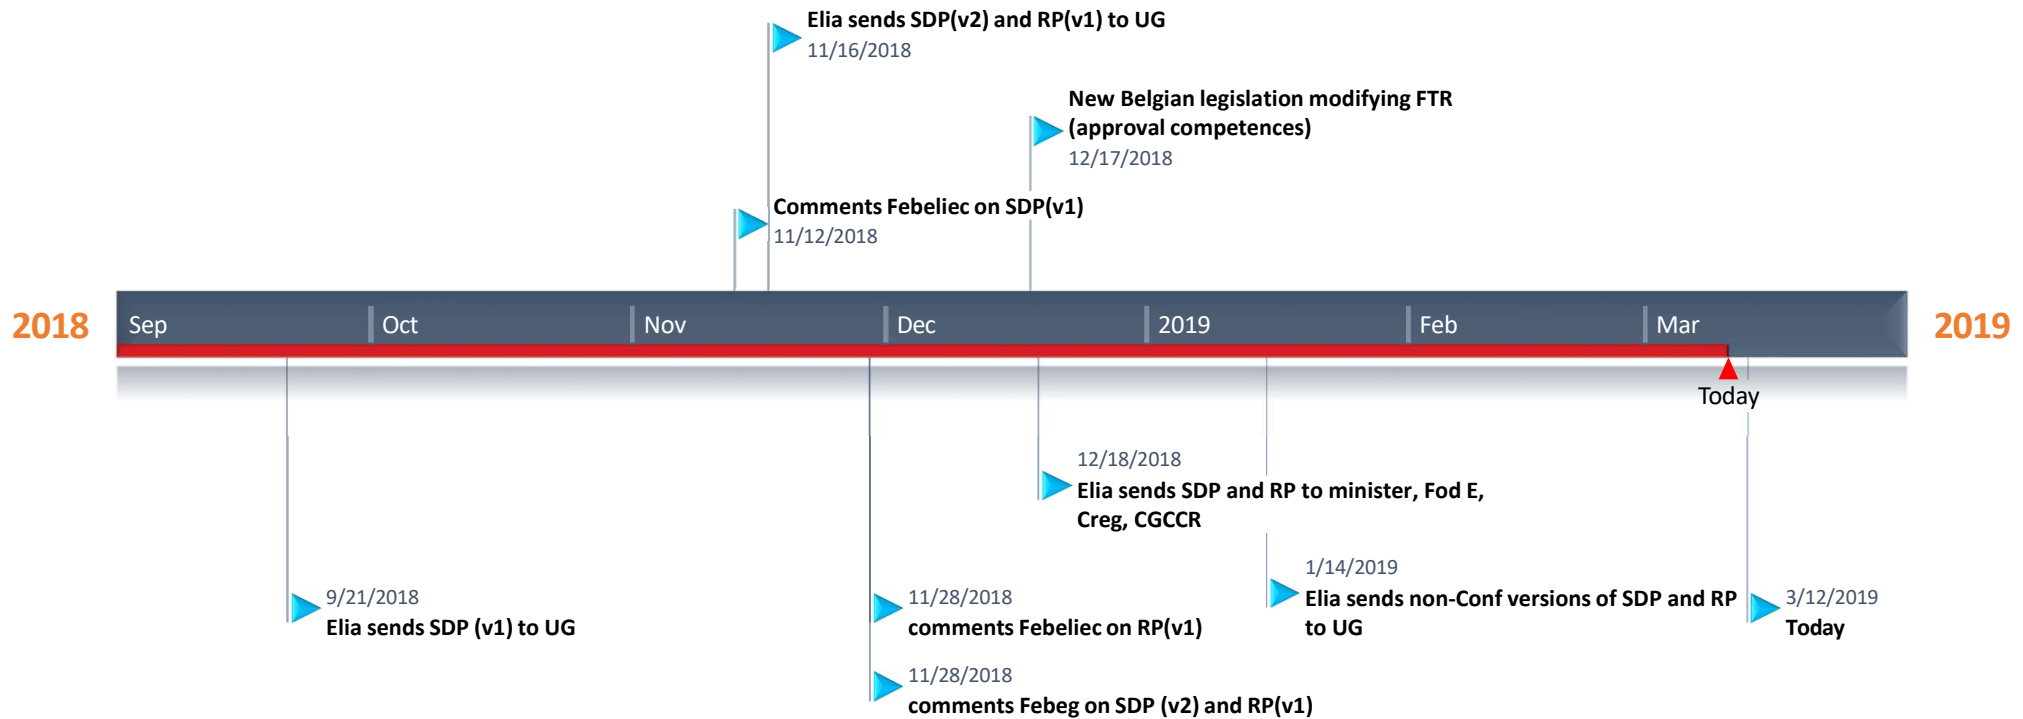 Elia sends SDP(v2) and RP(v1) to UG
11/16/2018
New Belgian legislation modifying FTR
(approval competences)
12/17/2018
Comments Febeliec on SDP(v1)
11/12/2018
2018
Sep
Oct
Nov
Dec
2019
Feb
Mar
2019
Today
12/18/2018
Elia sends SDP and RP to minister, Fod E,
Creg, CGCCR
1/14/2019
Elia sends non-Conf versions of SDP and RP
to UG
9/21/2018
Elia sends SDP (v1) to UG
11/28/2018
comments Febeliec on RP(v1)
3/12/2019
Today
11/28/2018
comments Febeg on SDP (v2) and RP(v1)